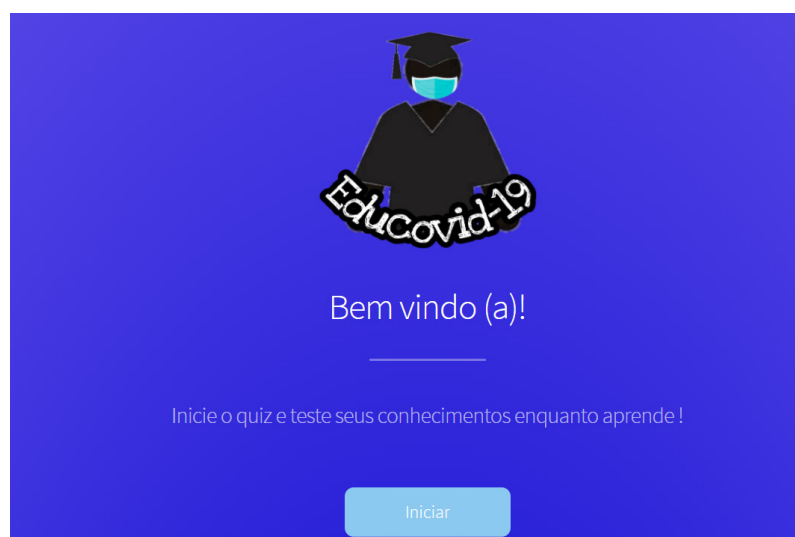 Educovid-19
Bem vindo (a)!
Inicie o quiz e teste seus conhecimentos enquanto aprende !
Iniciar